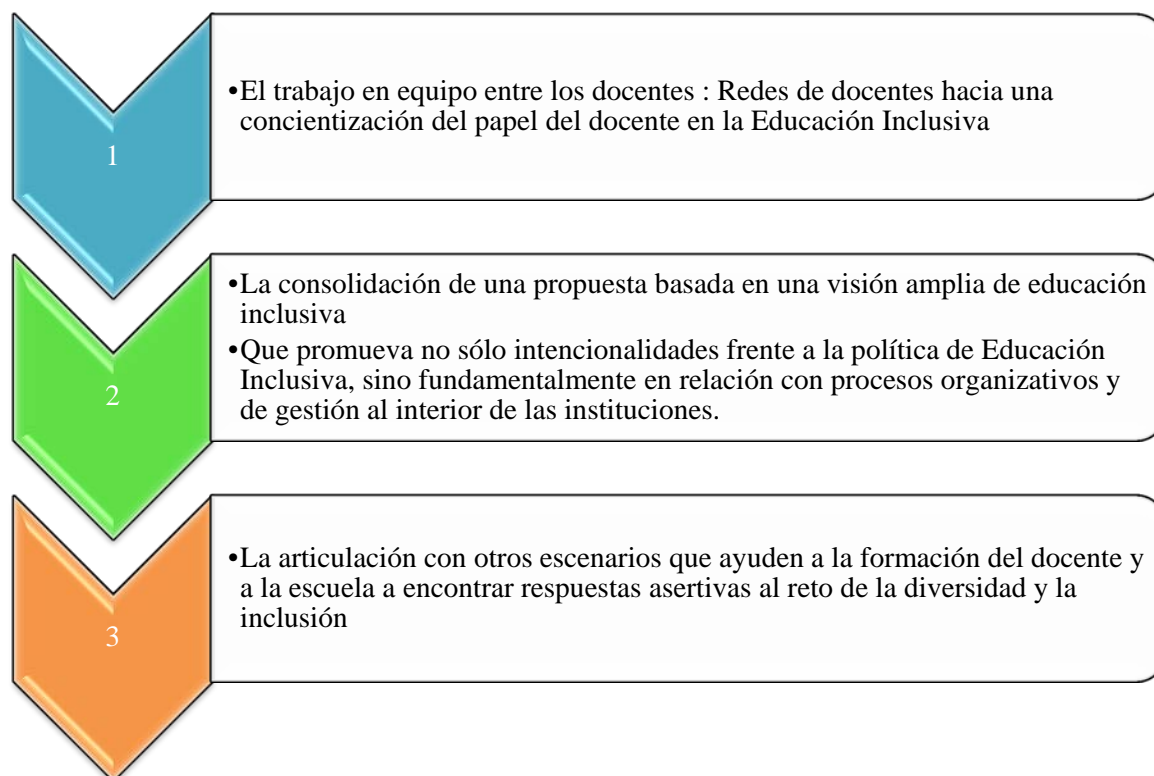 1
•El trabajo en equipo entre los docentes : Redes de docentes hacia una
concientización del papel del docente en la Educación Inclusiva
2
•La consolidación de una propuesta basada en una visión amplia de educación
inclusiva
•Que promueva no sólo intencionalidades frente a la política de Educación
Inclusiva, sino fundamentalmente en relación con procesos organizativos y
de gestión al interior de las instituciones.
3
•La articulación con otros escenarios que ayuden a la formación del docente y
a la escuela a encontrar respuestas asertivas al reto de la diversidad y la
inclusión